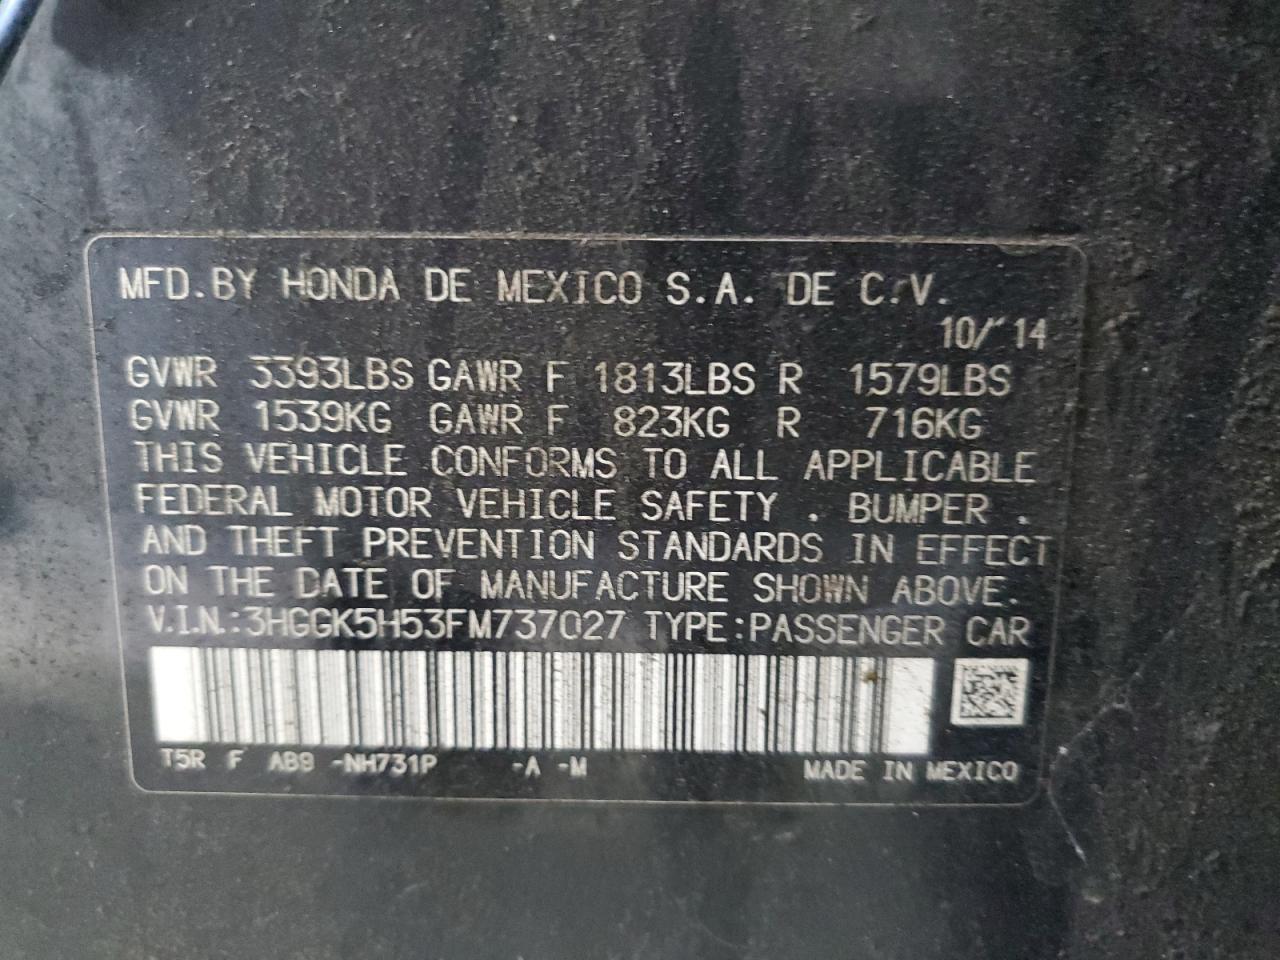 MFD.BY HONDA DE MEXICO S.A. DE C.V.
10/14
GVWR 3393LBS GAWR F 1813LBS R 1579LBS
GVWR 1539KG GAWR F 823KG R 716KG
THIS VEHICLE CONFORMS TO ALL APPLICABLE
FEDERAL MOTOR VEHICLE SAFETY , BUMPER ,
AND THEFT PREVENTION STANDARDS IN EFFECT
ON THE DATE OF MANUFACTURE SHOWN ABOVE.
V.I.N.:3HGGK5H53FM737027 TYPE:PASSENGER CAR
T5R F AB9 -NH731P -A -M MADE IN MEXICO